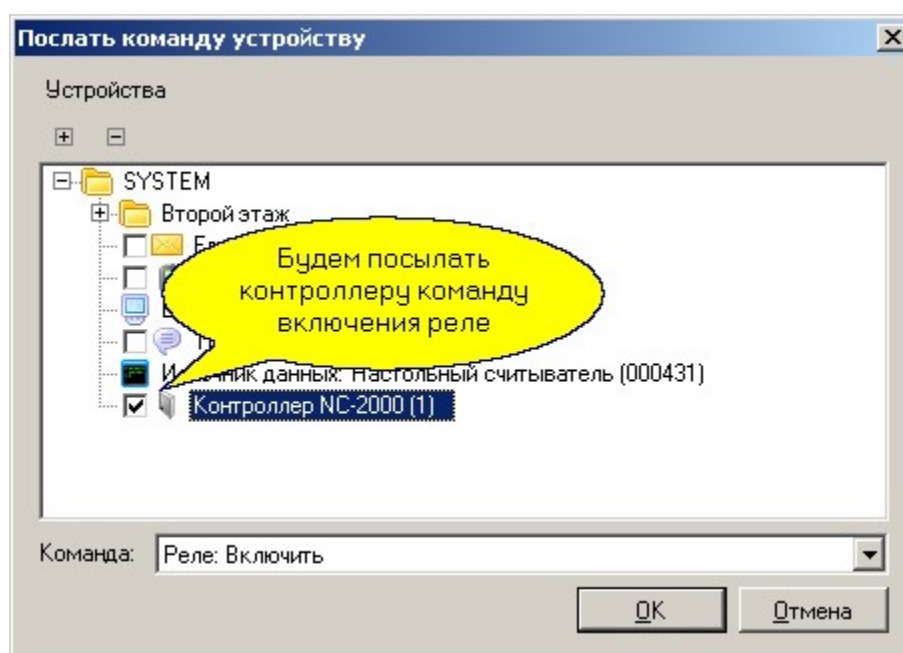 Послать команду устройству
Устройства
SYSTEM
Второй этаж
Будем посылать
контроллеру команду
включения реле
данных: Настольный считыватель (000431)
Контроллер NC-2000 (1)
Команда:
Реле: Включить
OK
Отмена